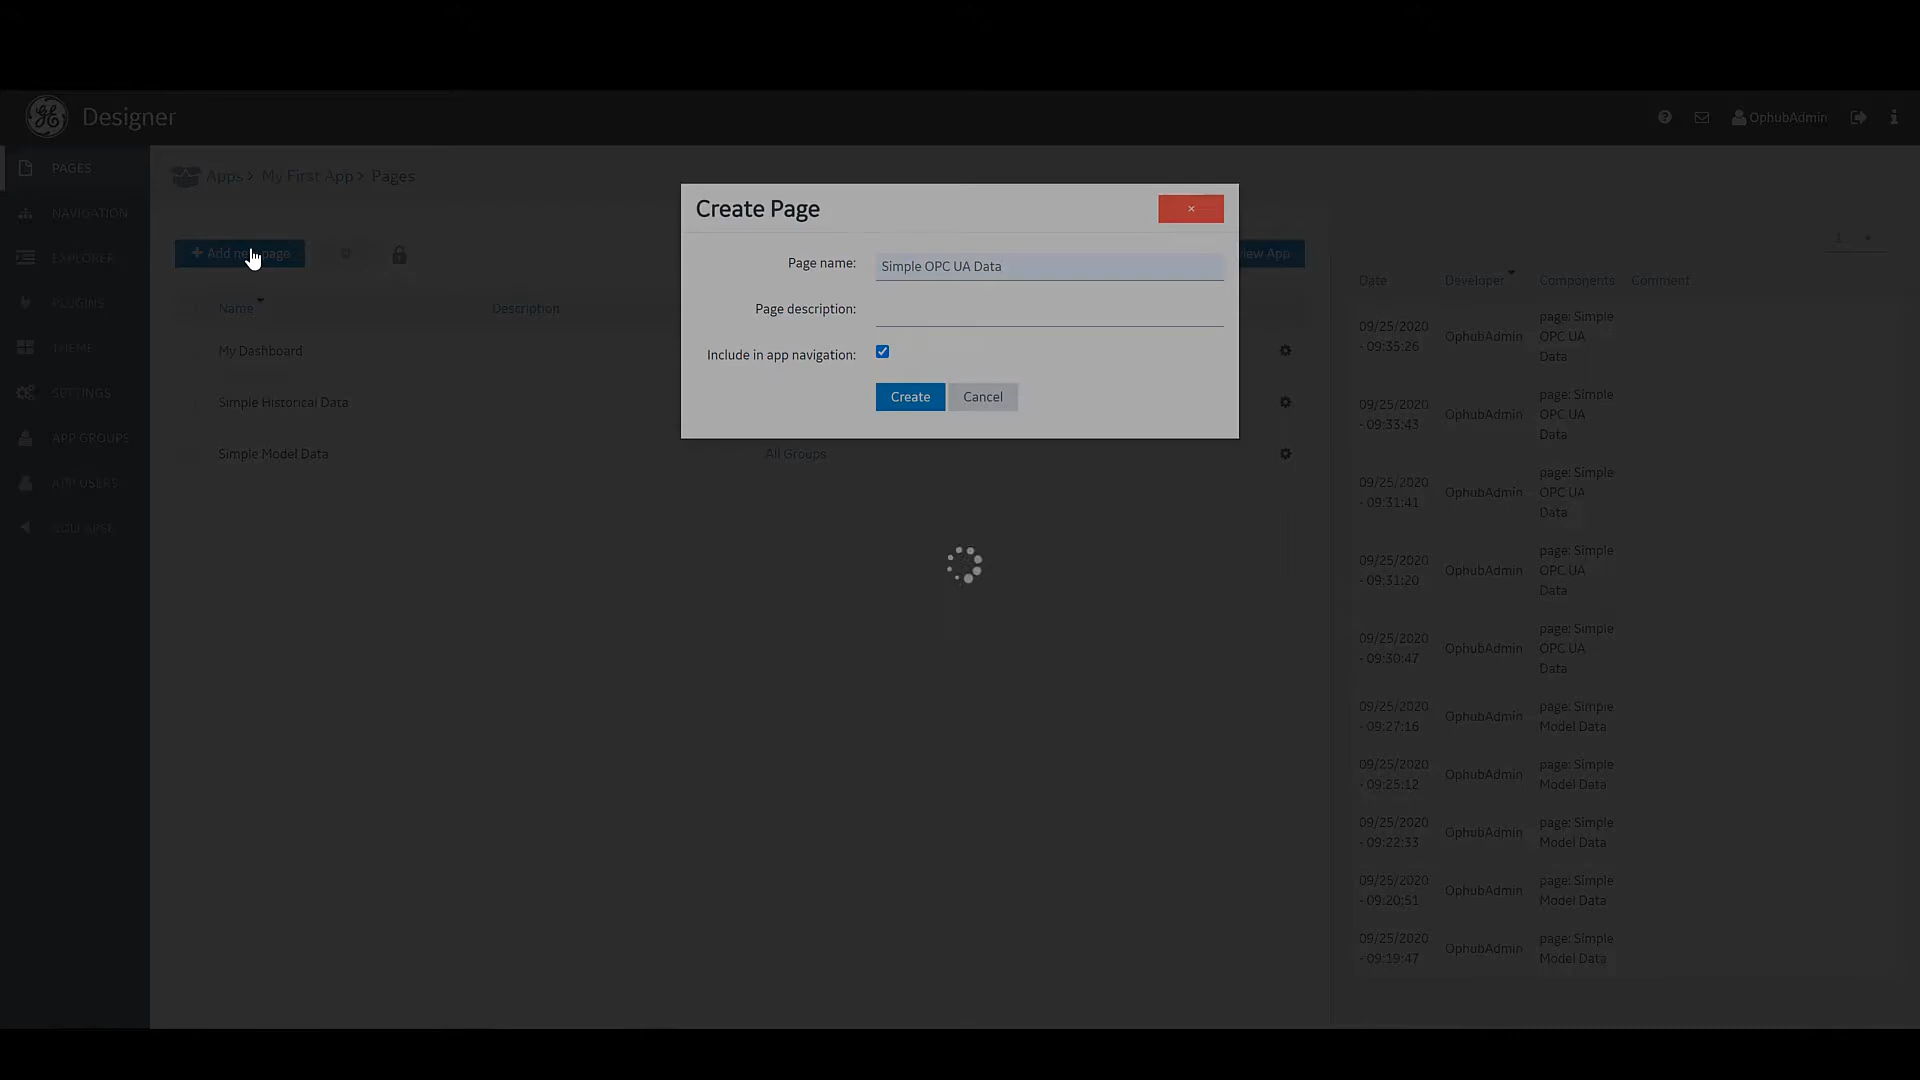 Designer
OphubAdmin
PAGES
NAVIGATION
EXPLORER
PLUGINS
THEME
SETTINGS
APP GROUPS
APP USERS
COLLAPSE
Apps > My First App > Pages
+ Add new page
view App
Name
Description
My Dashboard
Simple Historical Data
Simple Model Data
All Groups
Create Page
×
Page name:
Simple OPC UA Data
Page description:
Include in app navigation:
Create
Cancel
Date
Developer
Components
Comment
09/25/2020
- 09:35:26
OphubAdmin
page: Simple
OPC UA
Data
09/25/2020
- 09:33:43
OphubAdmin
page: Simple
OPC UA
Data
09/25/2020
- 09:31:41
OphubAdmin
page: Simple
OPC UA
Data
09/25/2020
- 09:31:20
OphubAdmin
page: Simple
OPC UA
Data
09/25/2020
- 09:30:47
OphubAdmin
page: Simple
OPC UA
Data
09/25/2020
- 09:27:16
OphubAdmin
page: Simple
Model Data
09/25/2020
- 09:25:12
OphubAdmin
page: Simple
Model Data
09/25/2020
- 09:22:33
OphubAdmin
page: Simple
Model Data
09/25/2020
- 09:20:51
OphubAdmin
page: Simple
Model Data
09/25/2020
- 09:19:47
OphubAdmin
page: Simple
Model Data